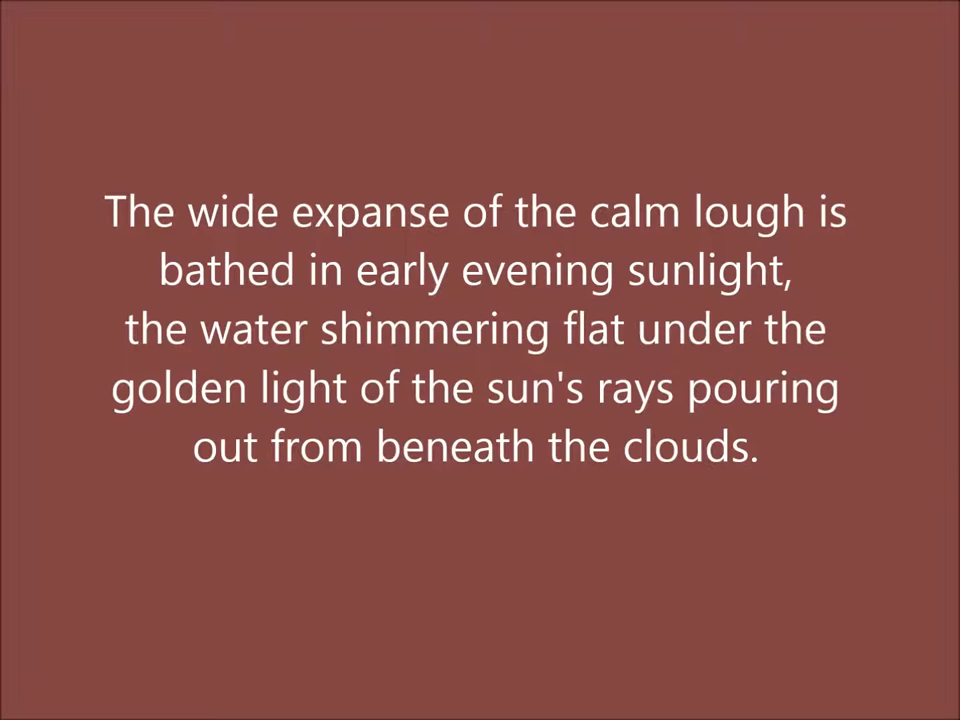 The wide expanse of the calm lough is
bathed in early evening sunlight,
the water shimmering flat under the
golden light of the sun's rays pouring
out from beneath the clouds.